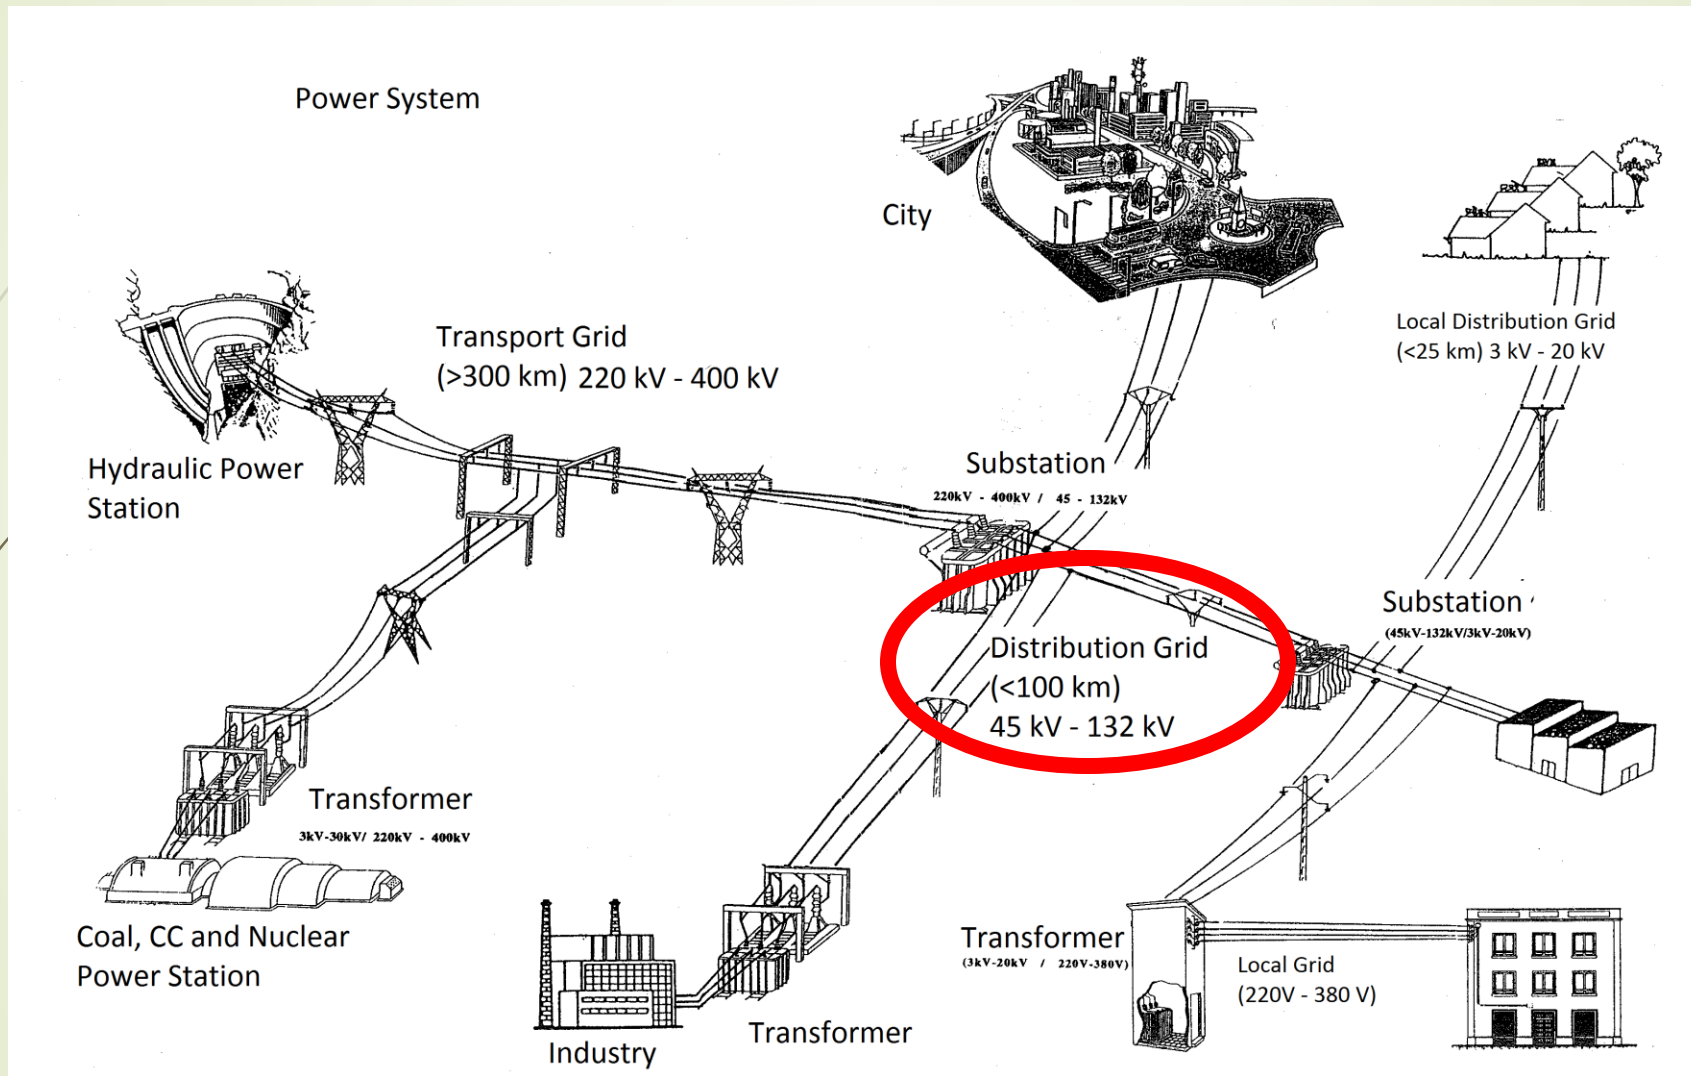 Power System
City
Transport Grid
(>300 km) 220 kV - 400 kV
Local Distribution Grid
(<25 km) 3 kV - 20 kV
Hydraulic Power
Station
Substation
220kV - 400kV / 45 - 132kV
Substation
(45kV-132kV/3kV-20kV)
Distribution Grid
(<100 km)
45 kV - 132 kV
Transformer
3kV-30kV/ 220kV - 400kV
Coal, CC and Nuclear
Power Station
Industry
Transformer
Transformer
(3kV-20kV / 220V-380V)
Local Grid
(220V - 380 V)